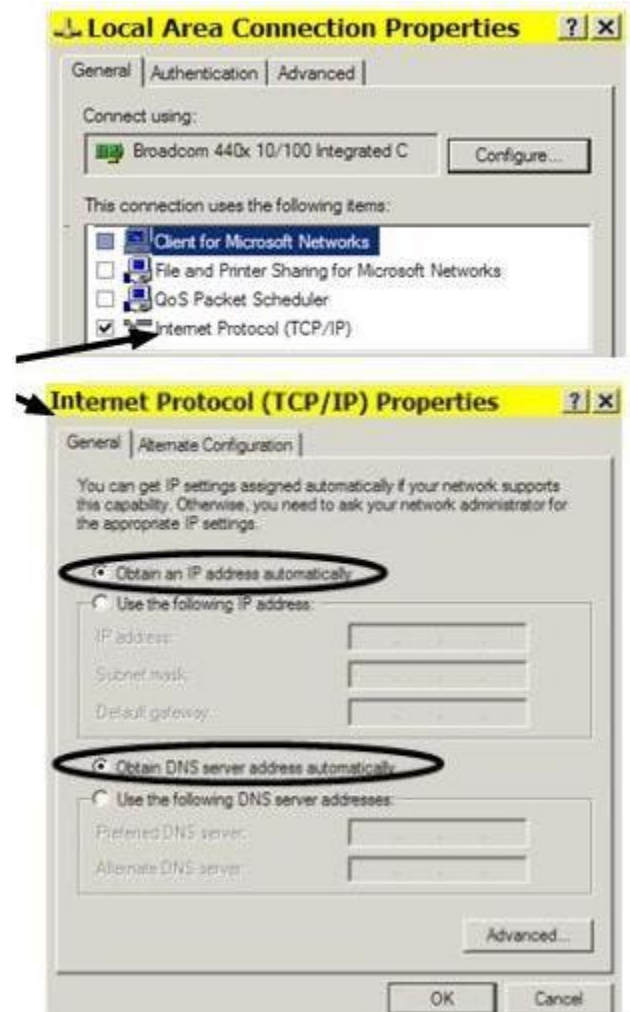 Local Area Connection Properties
General Authentication Advanced
Connect using:
Broadcom 440x 10/100 Integrated C Configure...
This connection uses the following items:
Client for Microsoft Networks
File and Printer Sharing for Microsoft Networks
QoS Packet Scheduler
Internet Protocol (TCP/IP)
Internet Protocol (TCP/IP) Properties
General Alternate Configuration
You can get IP settings assigned automatically if your network supports
this capability. Otherwise, you need to ask your network administrator for
the appropriate IP settings.
Obtain an IP address automatically
Use the following IP address:
IP address:
Subnet mask:
Default gateway:
Obtain DNS server address automatically
Use the following DNS server addresses:
Preferred DNS server:
Alternate DNS server:
Advanced...
OK Cancel